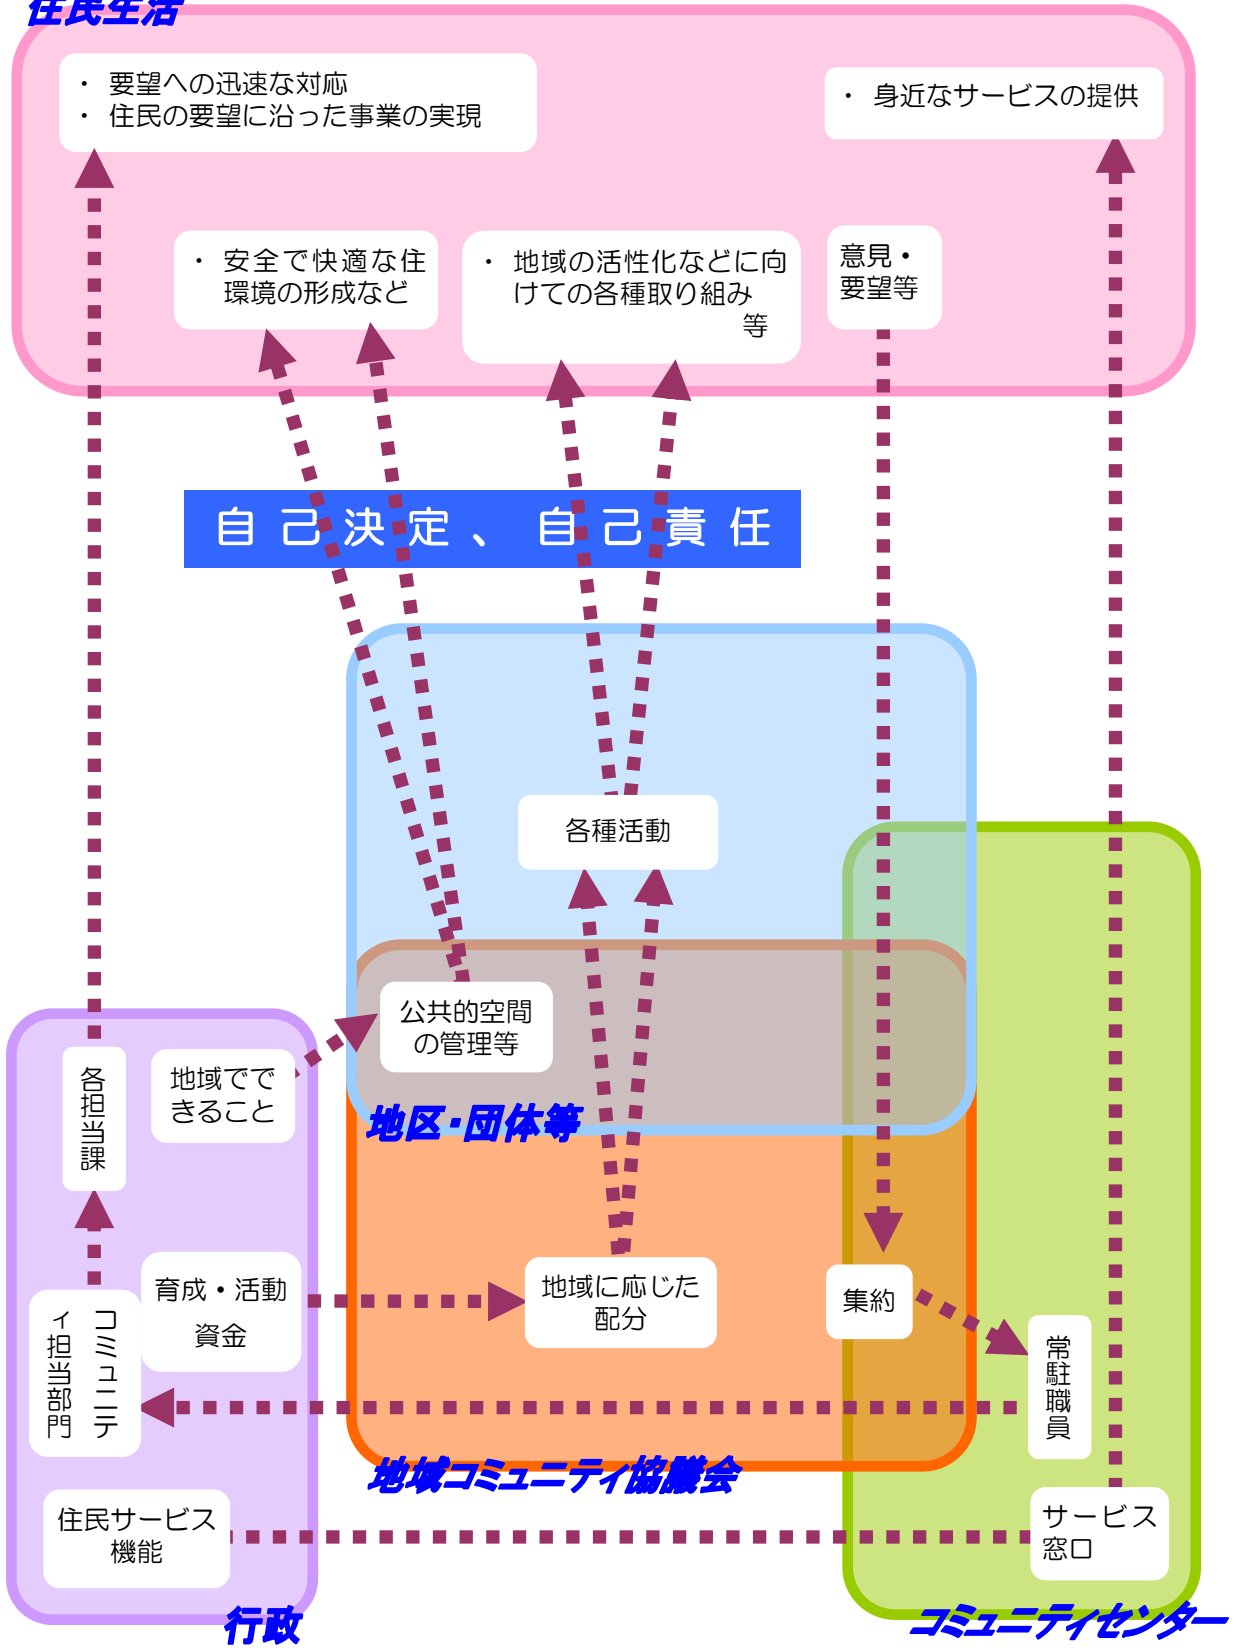 住民生活
・ 要望への迅速な対応
・ 住民の要望に沿った事業の実現
・ 身近なサービスの提供
・ 安全で快適な住
環境の形成など
・ 地域の活性化などに向
けての各種取り組み
等
意見・
要望等
自己決定、自己責任
各種活動
公共的空間
の管理等
地域でで
きること
各担当課
地区・団体等
育成・活動
資金
地域に応じた
配分
集約
コミュニテ
ィ担当部門
常駐職員
地域コミュニティ協議会
住民サービス
機能
サービス
窓口
行政
コミュニティセンター